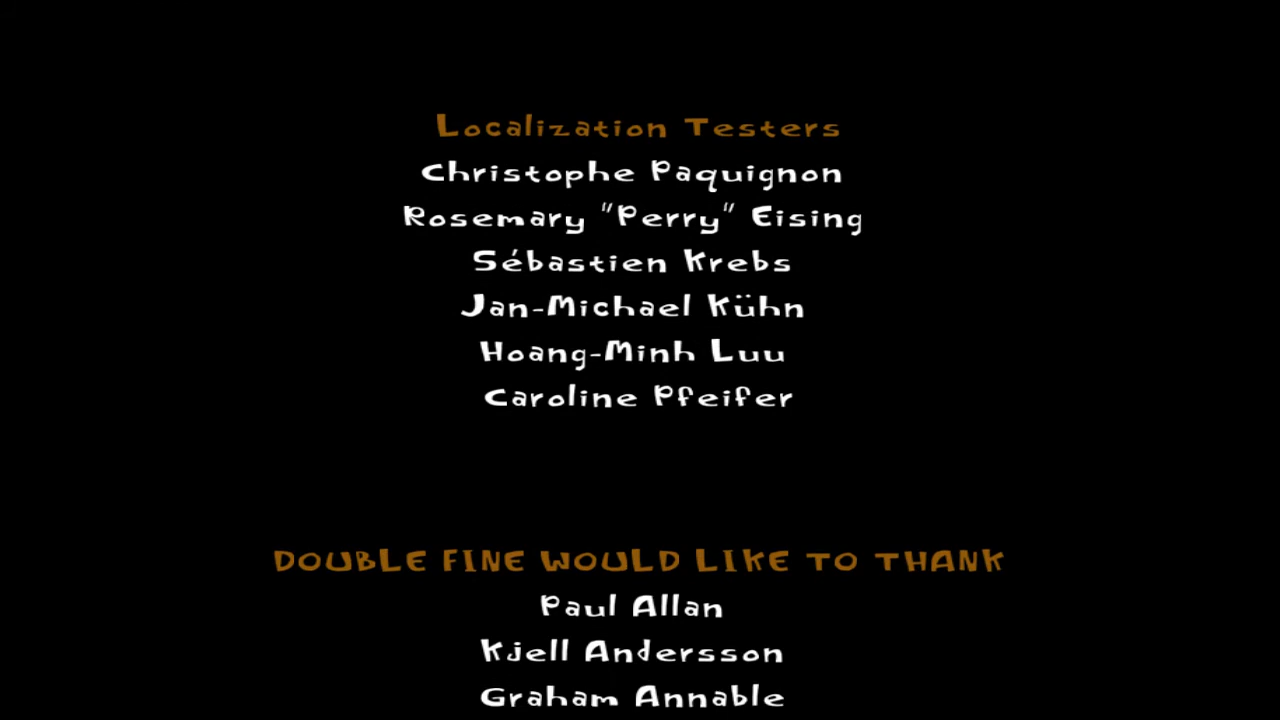 Localization Testers
Christophe Paquignon
Rosemary "Perry" Eising
Sébastien Krebs
Jan-Michael Kühn
Hoang-Minh Luu
Caroline Pfeifer
DOUBLE FINE WOULD LIKE TO THANK
Paul Allan
Kjell Andersson
Graham Annable